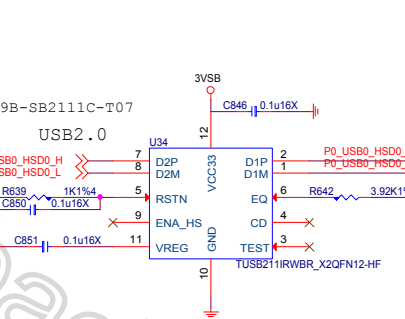 3VSB
C846 0.1u16X
9B-SB2111C-T07
USB2.0
12
U34
SB0_HSD0_H 7 D2P VCC33 D1P 2 P0_USB0_HSD0_
SB0_HSD0_L 8 D2M D1M 1 P0_USB0_HSD0_
R639 1K1%4 5 RSTN EQ 6 R642 3.92K1%
C850 0.1u16X
9 ENA_HS CD 4
C851 0.1u16X 11 VREG GND TEST 3
TUSB211IRWBR_X2QFN12-HF
10